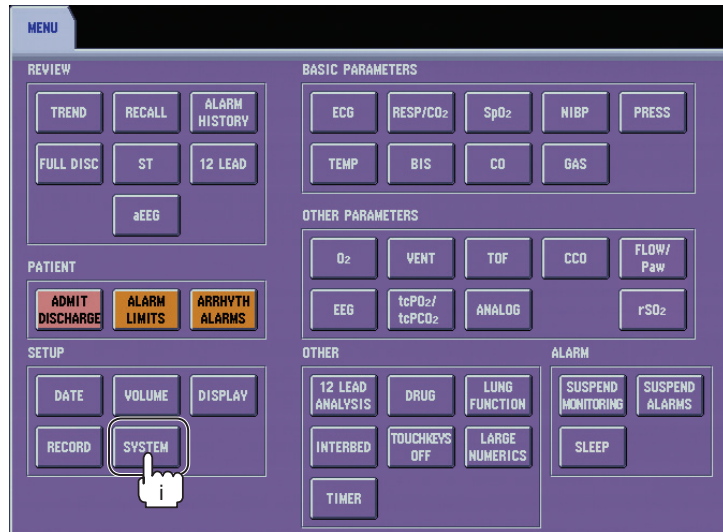 MENU
REVIEW
TREND
RECALL
ALARM
HISTORY
FULL DISC
ST
12 LEAD
aEEG
PATIENT
ADMIT
DISCHARGE
ALARM
LIMITS
ARRHYTH
ALARMS
SETUP
DATE
VOLUME
DISPLAY
RECORD
SYSTEM
i
BASIC PARAMETERS
ECG
RESP/CO2
SpO2
NIBP
PRESS
TEMP
BIS
CO
GAS
OTHER PARAMETERS
O2
VENT
TOF
CCO
FLOW/
Paw
EEG
tcPO2/
tcPCO2
ANALOG
rSO2
OTHER
12 LEAD
ANALYSIS
DRUG
LUNG
FUNCTION
INTERBED
TOUCHKEYS
OFF
LARGE
NUMERICS
TIMER
ALARM
SUSPEND
MONITORING
SUSPEND
ALARMS
SLEEP